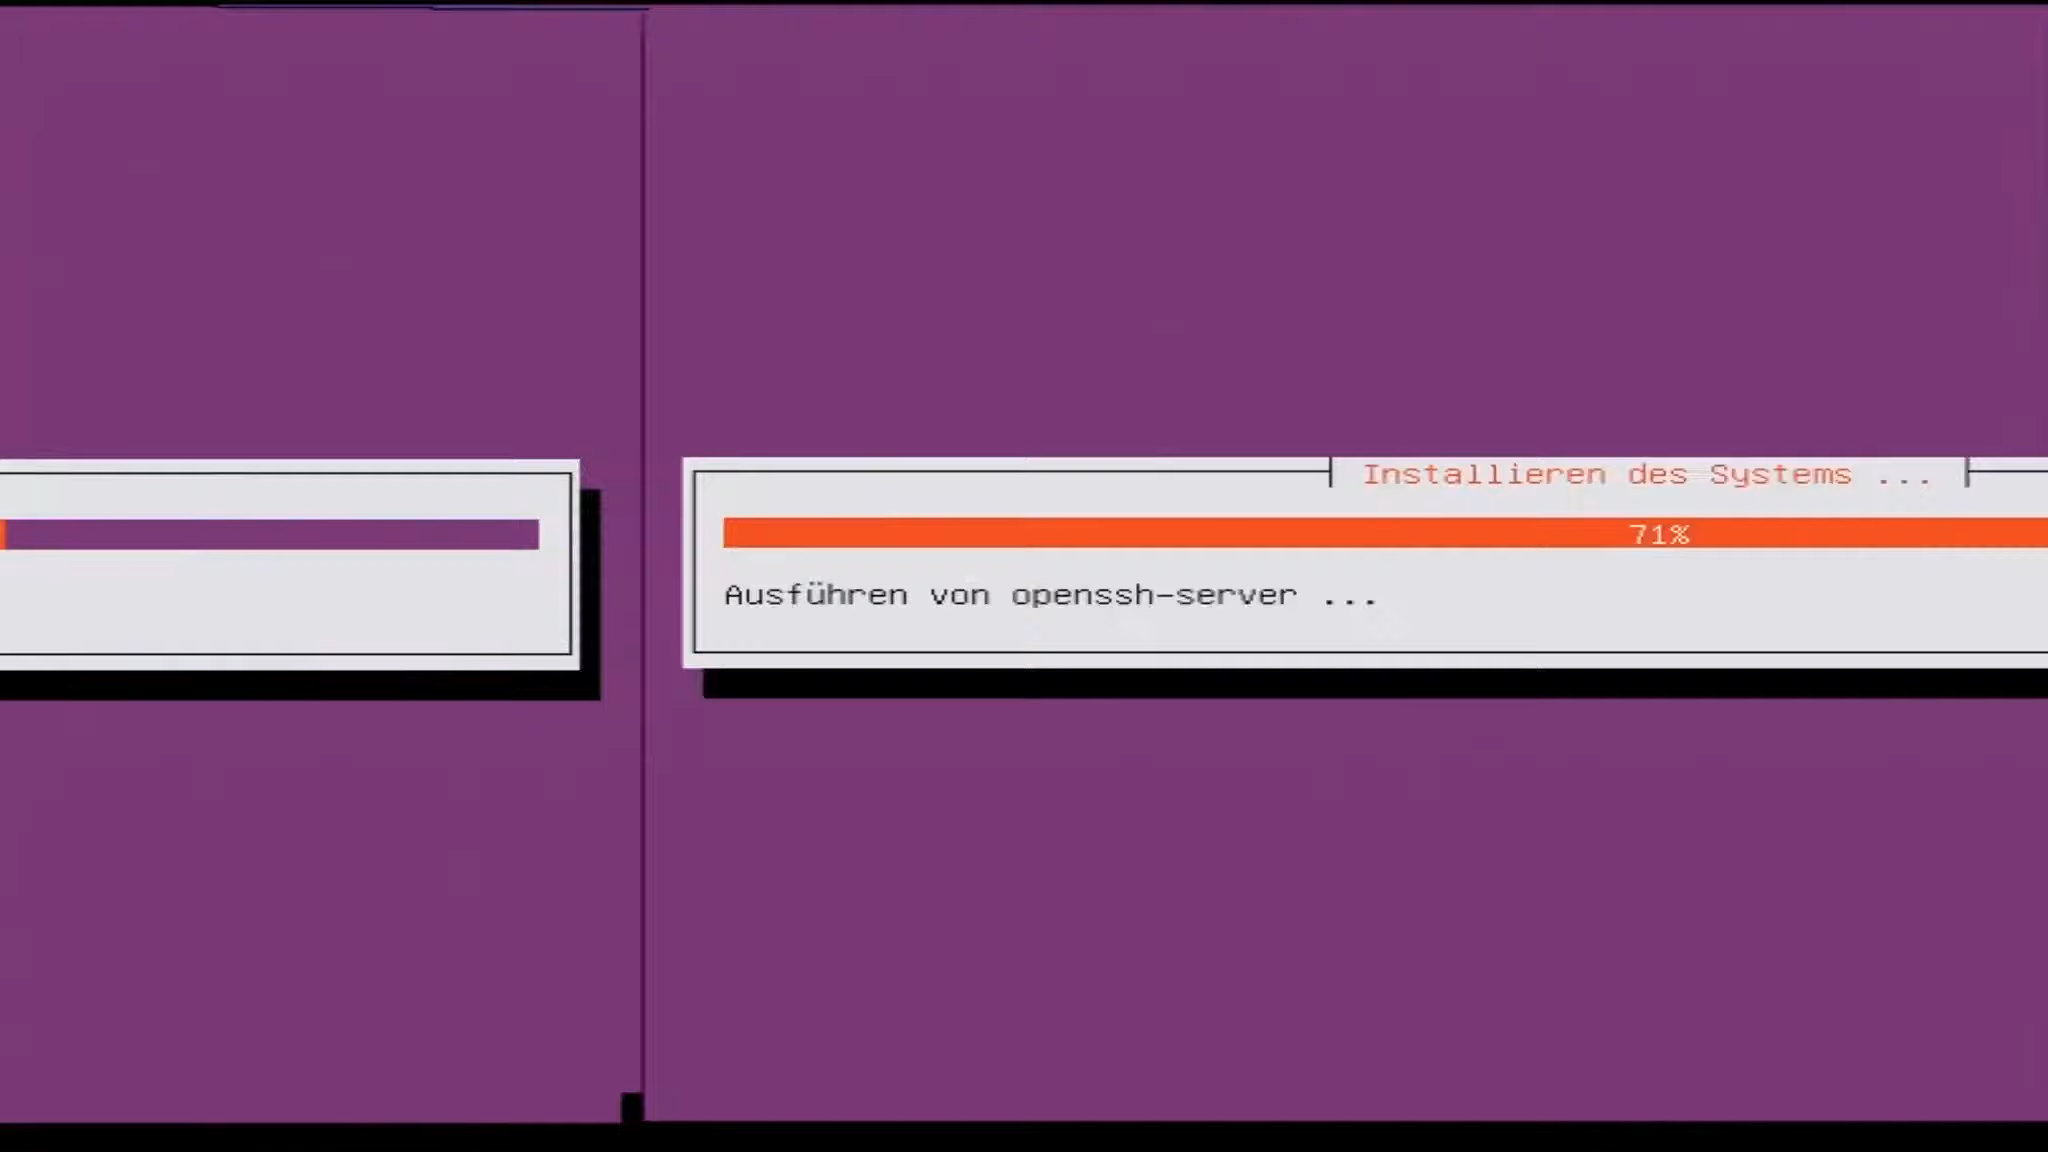 Installieren des Systems ...
71%
Ausführen von openssh-server ...